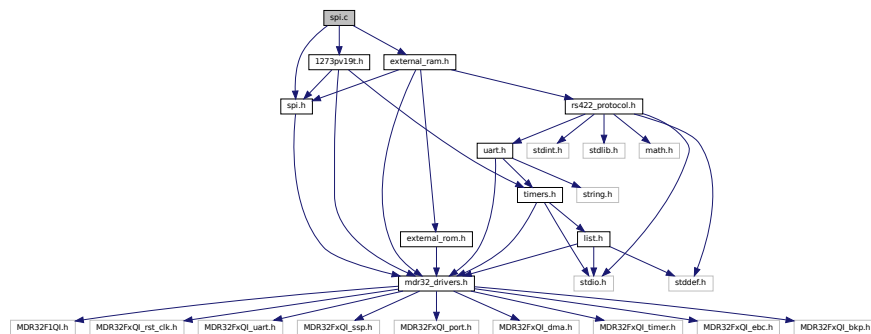 spi.c
1273pv19t.h
external_ram.h
spi.h
rs422_protocol.h
uart.h
stdint.h
stdlib.h
math.h
timers.h
string.h
external_rom.h
list.h
mdr32_drivers.h
stdio.h
stddef.h
MDR32F1QI.h
MDR32FxQI_rst_clk.h
MDR32FxQI_uart.h
MDR32FxQI_ssp.h
MDR32FxQI_port.h
MDR32FxQI_dma.h
MDR32FxQI_timer.h
MDR32FxQI_ebc.h
MDR32FxQI_bkp.h